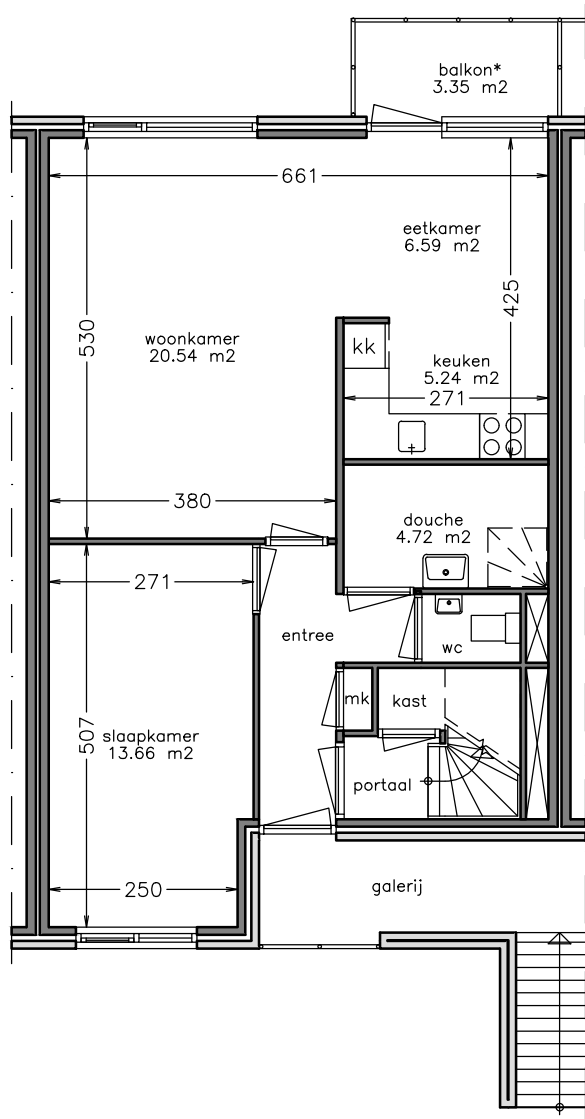 balkon*
3.35 m2
661
eetkamer
6.59 m2
530
425
woonkamer
20.54 m2
kk
keuken
5.24 m2
271
380
douche
4.72 m2
271
entree
wc
mk
kast
507
slaapkamer
13.66 m2
portaal
250
galerij